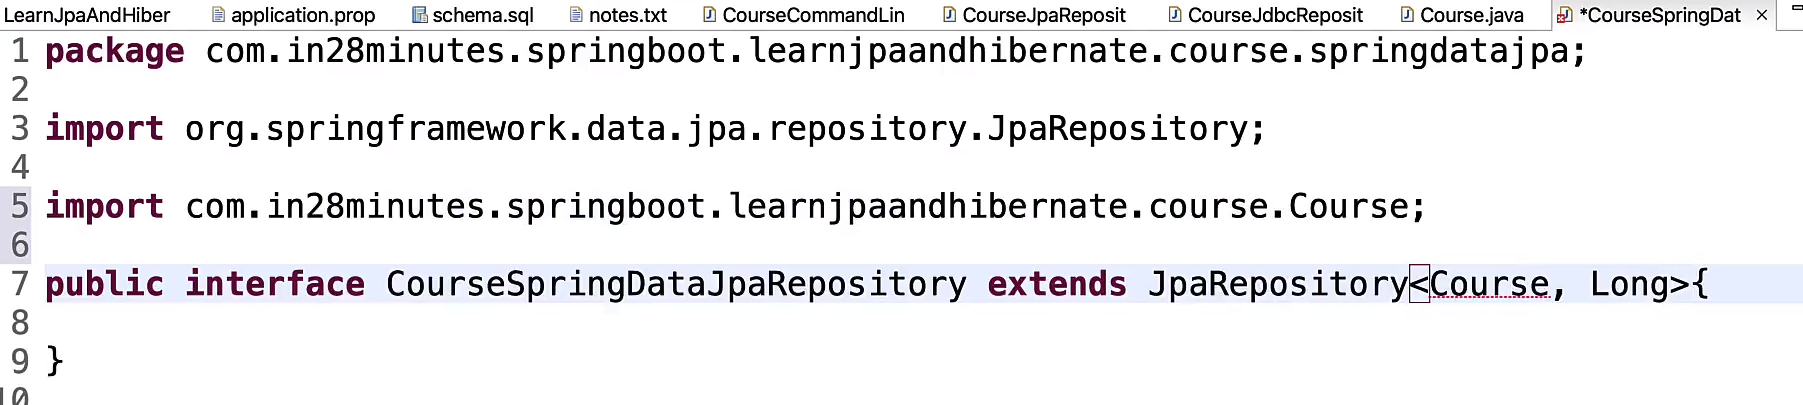 LearnJpaAndHiber application.prop schema.sql notes.txt CourseCommandLin CourseJpaReposit CourseJdbcReposit Course.java *CourseSpringDat
1 package com.in28minutes.springboot.learnjpaandhibernate.course.springdatajpa;
2
3 import org.springframework.data.jpa.repository.JpaRepository;
4
5 import com.in28minutes.springboot.learnjpaandhibernate.course.Course;
6
7 public interface CourseSpringDataJpaRepository extends JpaRepository<Course, Long>{
8
9 }
10